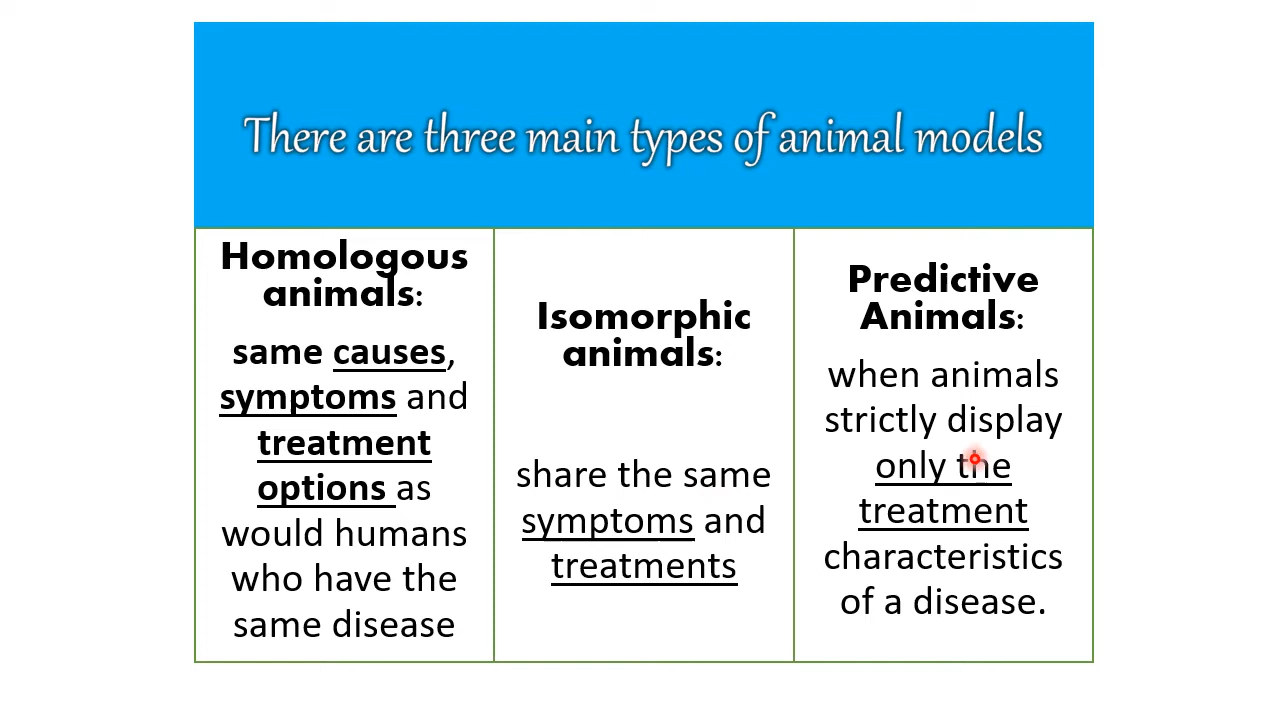 There are three main types of animal models
Homologous
animals:
same causes,
symptoms and
treatment
options as
would humans
who have the
same disease
Isomorphic
animals:
share the same
symptoms and
treatments
Predictive
Animals:
when animals
strictly display
only the
treatment
characteristics
of a disease.